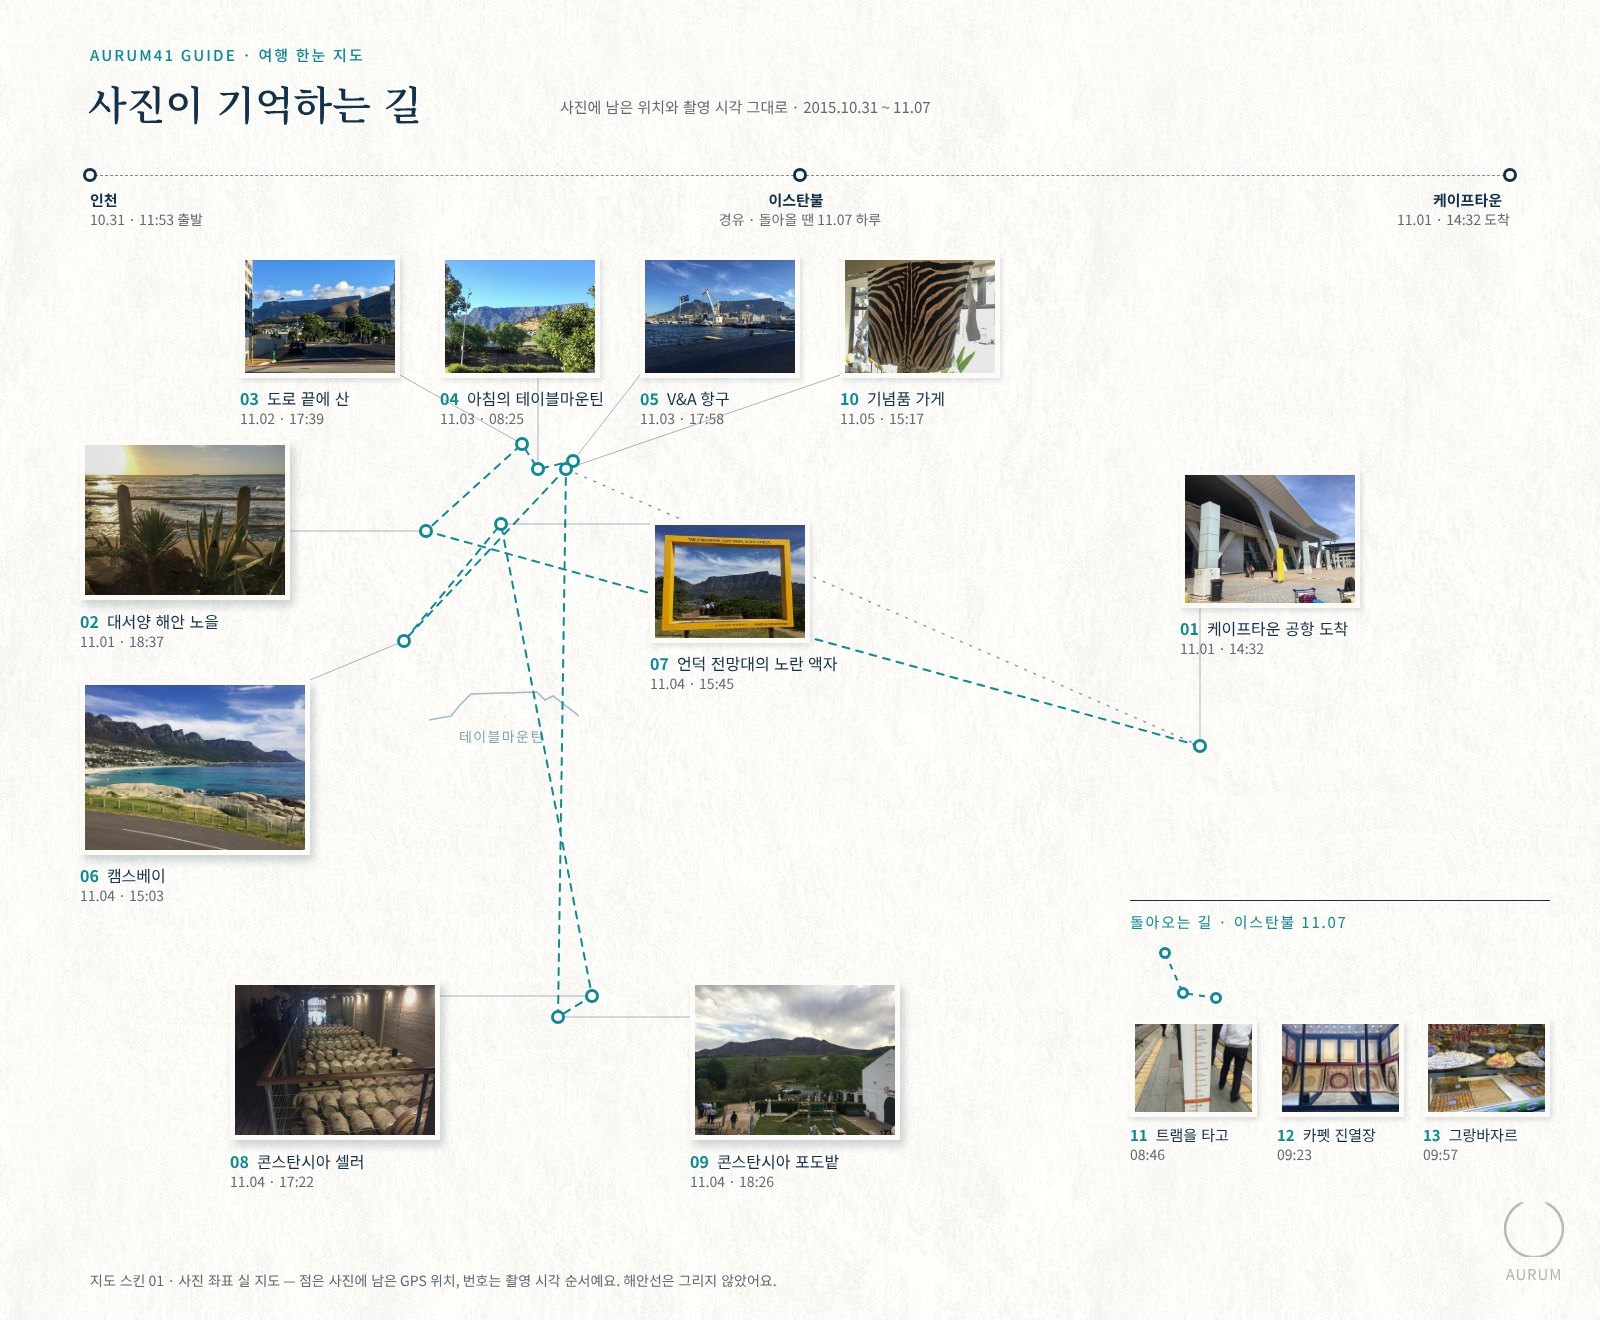 AURUM41 GUIDE · 여행 한눈 지도
사진이 기억하는 길
사진에 남은 위치와 촬영 시각 그대로 · 2015.10.31 ~ 11.07
인천
10.31 · 11:53 출발
이스탄불
경유 · 돌아올 땐 11.07 하루
케이프타운
11.01 · 14:32 도착
03 도로 끝에 산
11.02 · 17:39
04 아침의 테이블마운틴
11.03 · 08:25
05 V&A 항구
11.03 · 17:58
10 기념품 가게
11.05 · 15:17
02 대서양 해안 노을
11.01 · 18:37
TABLE MOUNTAIN, CAPE TOWN, SOUTH AFRICA
07 언덕 전망대의 노란 액자
11.04 · 15:45
01 케이프타운 공항 도착
11.01 · 14:32
테이블마운틴
06 캠스베이
11.04 · 15:03
돌아오는 길 · 이스탄불 11.07
08 콘스탄시아 셀러
11.04 · 17:22
09 콘스탄시아 포도밭
11.04 · 18:26
11 트램을 타고
08:46
12 카펫 진열장
09:23
13 그랑바자르
09:57
지도 스킨 01 · 사진 좌표 실 지도 — 점은 사진에 남은 GPS 위치, 번호는 촬영 시각 순서예요. 해안선은 그리지 않았어요.
AURUM